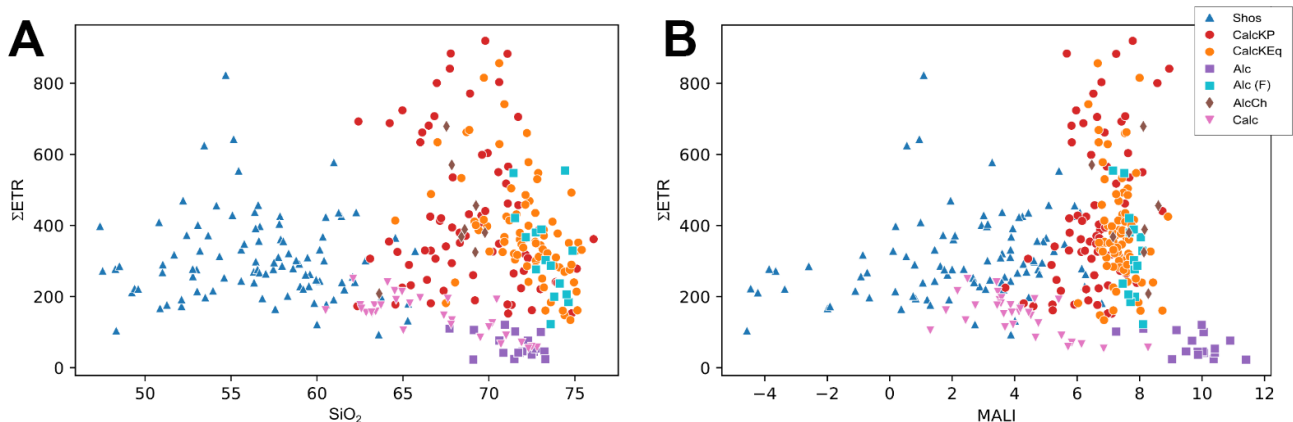 A
B
ΣETR
800
600
400
200
0
50
55
60
65
70
75
SiO₂
ΣETR
800
600
400
200
0
−4
−2
0
2
4
6
8
10
12
MALI
Shos
CalcKP
CalcKEq
Alc
Alc (F)
AlcCh
Calc